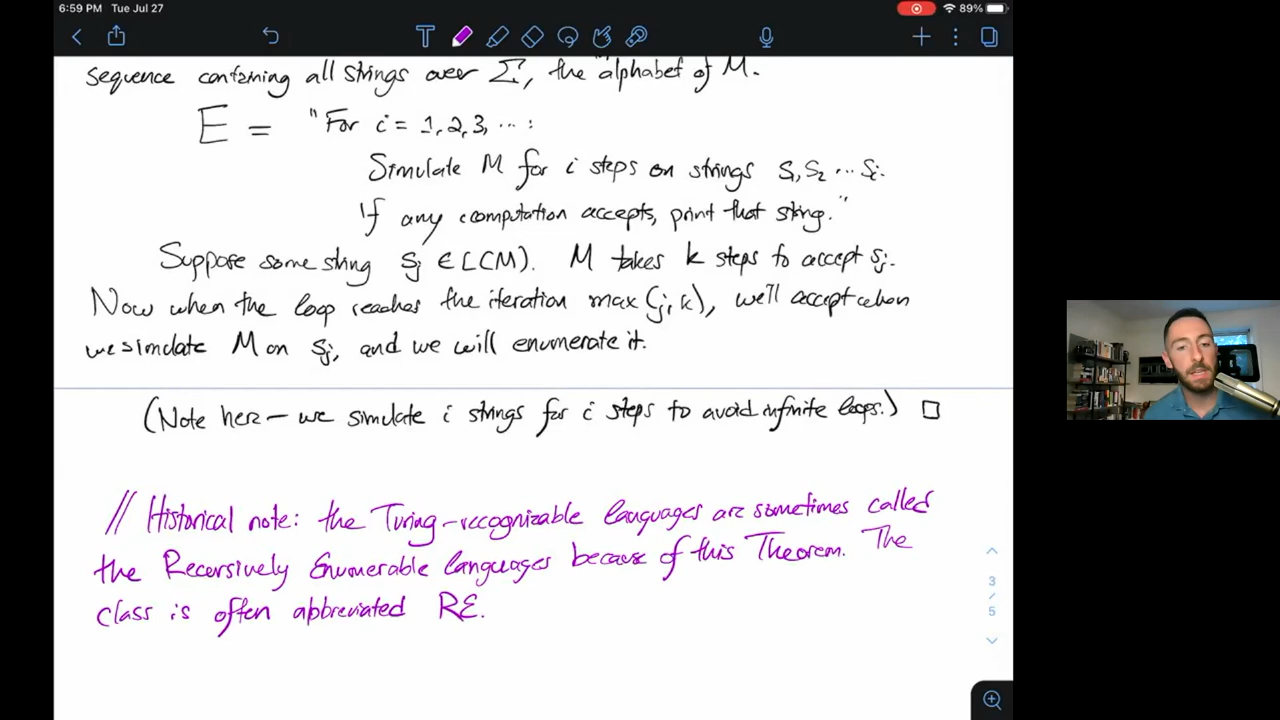 6:59 PM Tue Jul 27
89%
sequence containing all strings over Σ, the alphabet of M.
E = "For i = 1, 2, 3, ... :
Simulate M for i steps on strings S₁, S₂ ... Sᵢ.
If any computation accepts, print that string."
Suppose some string Sⱼ ∈ L(M). M takes k steps to accept Sⱼ.
Now when the loop reaches the iteration max(j, k), we'll accept when
we simulate M on Sⱼ, and we will enumerate it.
(Note here – we simulate i strings for i steps to avoid infinite loops.) □
// Historical note: the Turing-recognizable languages are sometimes called
the Recursively Enumerable languages because of this Theorem. The
class is often abbreviated RE.
3
/
5